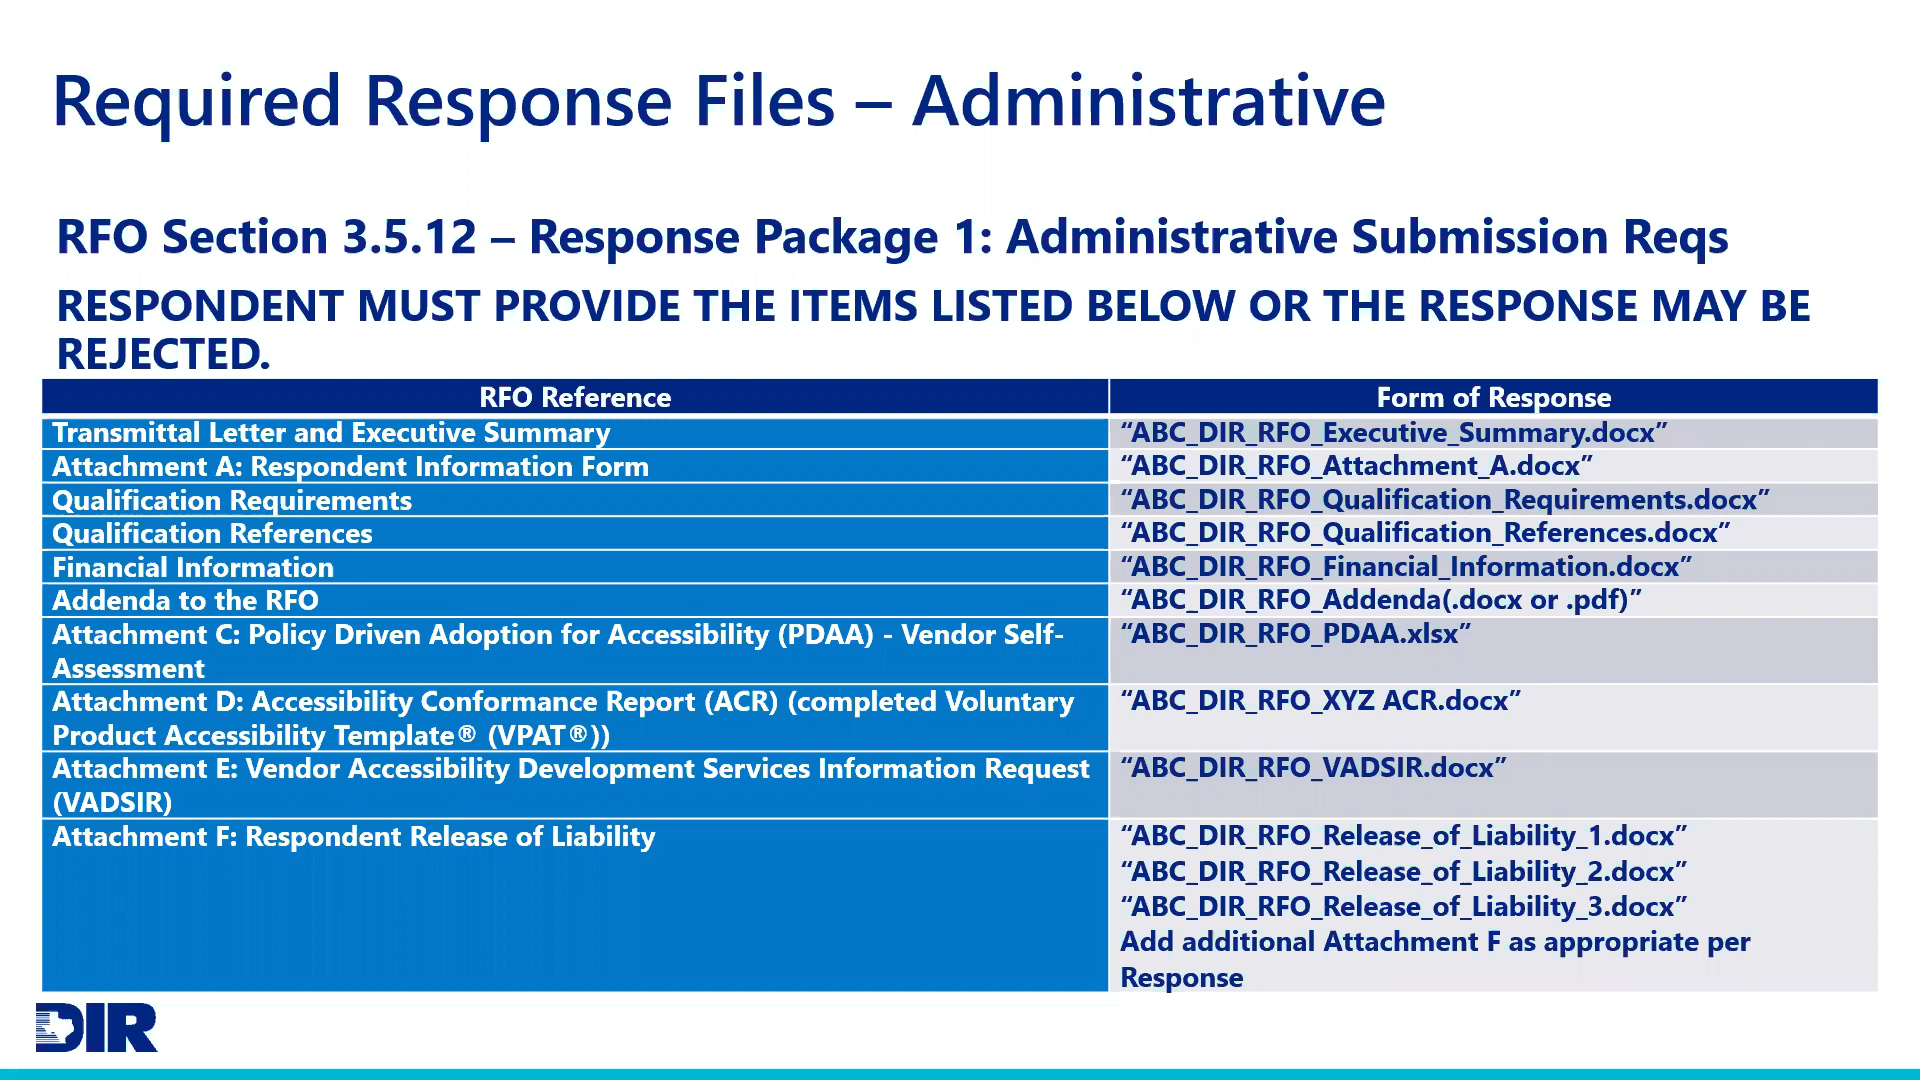 Required Response Files – Administrative
RFO Section 3.5.12 – Response Package 1: Administrative Submission Reqs
RESPONDENT MUST PROVIDE THE ITEMS LISTED BELOW OR THE RESPONSE MAY BE
REJECTED.
RFO Reference
Form of Response
Transmittal Letter and Executive Summary
“ABC_DIR_RFO_Executive_Summary.docx”
Attachment A: Respondent Information Form
“ABC_DIR_RFO_Attachment_A.docx”
Qualification Requirements
“ABC_DIR_RFO_Qualification_Requirements.docx”
Qualification References
“ABC_DIR_RFO_Qualification_References.docx”
Financial Information
“ABC_DIR_RFO_Financial_Information.docx”
Addenda to the RFO
“ABC_DIR_RFO_Addenda(.docx or .pdf)”
Attachment C: Policy Driven Adoption for Accessibility (PDAA) - Vendor Self-
Assessment
“ABC_DIR_RFO_PDAA.xlsx”
Attachment D: Accessibility Conformance Report (ACR) (completed Voluntary
Product Accessibility Template® (VPAT®))
“ABC_DIR_RFO_XYZ ACR.docx”
Attachment E: Vendor Accessibility Development Services Information Request
(VADSIR)
“ABC_DIR_RFO_VADSIR.docx”
Attachment F: Respondent Release of Liability
“ABC_DIR_RFO_Release_of_Liability_1.docx”
“ABC_DIR_RFO_Release_of_Liability_2.docx”
“ABC_DIR_RFO_Release_of_Liability_3.docx”
Add additional Attachment F as appropriate per
Response
DIR